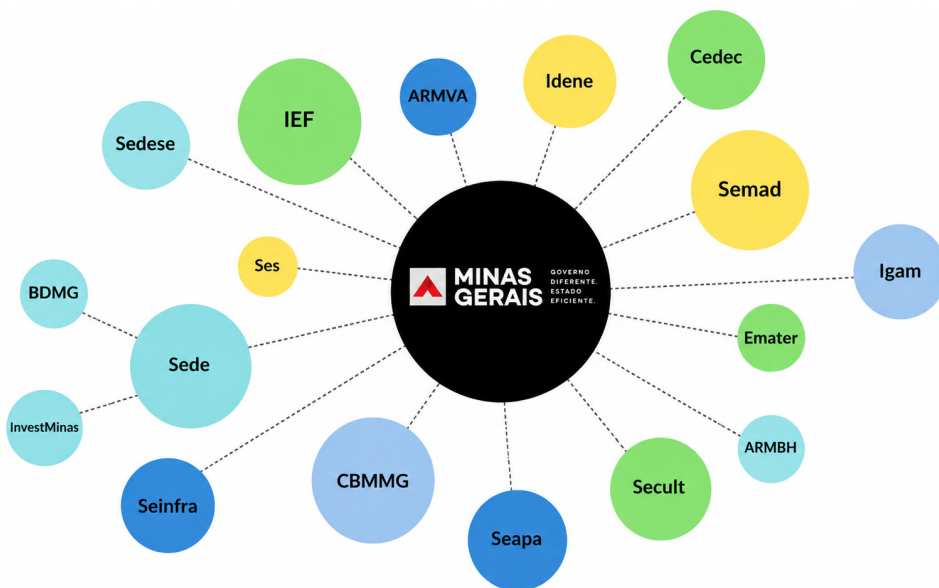 Cedec
Idene
ARMVA
IEF
Sedese
Semad
Ses
Igam
MINAS
GERAIS
GOVERNO
DIFERENTE.
ESTADO
EFICIENTE.
BDMG
Emater
Sede
InvestMinas
ARMBH
CBMMG
Secult
Seinfra
Seapa